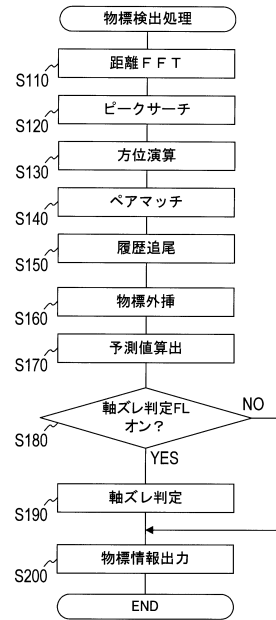 物標検出処理
距離FFT
S110
ピークサーチ
S120
方位演算
S130
ペアマッチ
S140
履歴追尾
S150
物標外挿
S160
予測値算出
S170
軸ズレ判定FL
オン？
NO
S180
YES
軸ズレ判定
S190
物標情報出力
S200
END